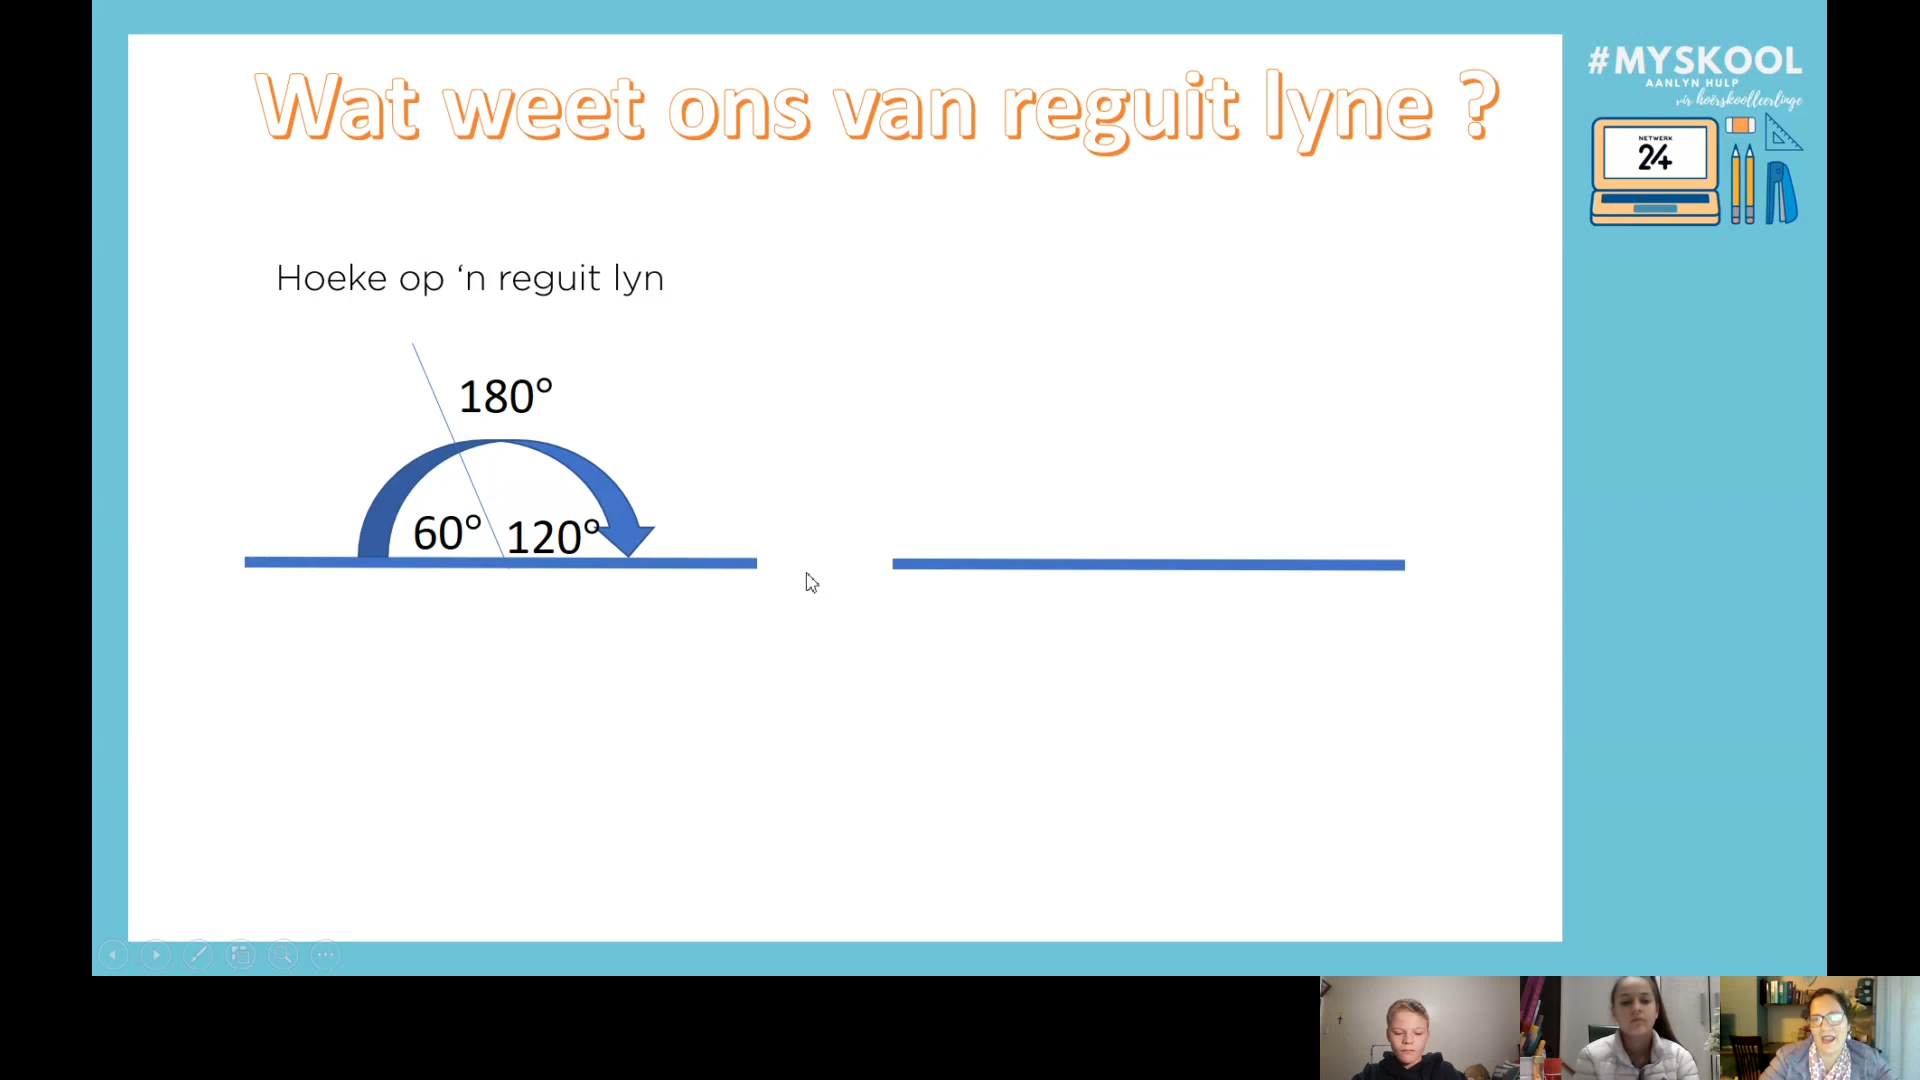 Wat weet ons van reguit lyne ?
#MYSKOOL
AANLYN HULP
vir hoërskoolleerlinge
NETWERK
24
Hoeke op ‘n reguit lyn
180°
60°
120°